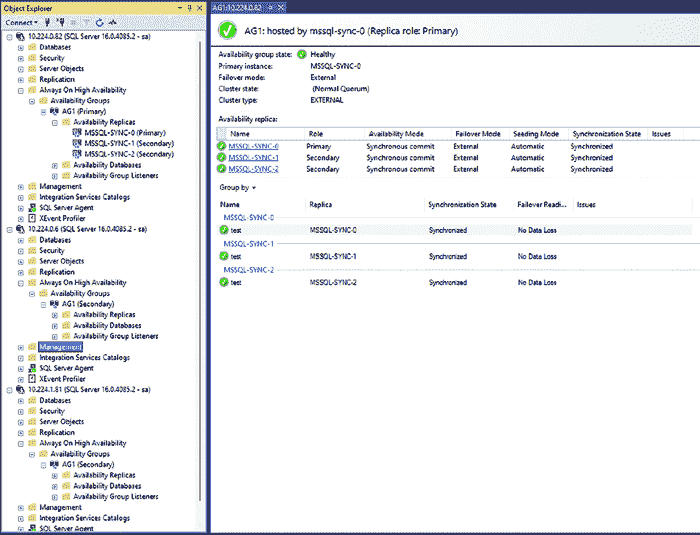 Object Explorer
Connect
10.224.0.82 (SQL Server 16.0.4085.2 - sa)
Databases
Security
Server Objects
Replication
Always On High Availability
Availability Groups
AG1 (Primary)
Availability Replicas
MSSQL-SYNC-0 (Primary)
MSSQL-SYNC-1 (Secondary)
MSSQL-SYNC-2 (Secondary)
Availability Databases
Availability Group Listeners
Management
Integration Services Catalogs
SQL Server Agent
XEvent Profiler
10.224.0.6 (SQL Server 16.0.4085.2 - sa)
Databases
Security
Server Objects
Replication
Always On High Availability
Availability Groups
AG1 (Secondary)
Availability Replicas
Availability Databases
Availability Group Listeners
Management
Integration Services Catalogs
SQL Server Agent
XEvent Profiler
10.224.1.81 (SQL Server 16.0.4085.2 - sa)
Databases
Security
Server Objects
Replication
Always On High Availability
Availability Groups
AG1 (Secondary)
Availability Replicas
Availability Databases
Availability Group Listeners
Management
Integration Services Catalogs
SQL Server Agent
AG1:10.224.0.82
AG1: hosted by mssql-sync-0 (Replica role: Primary)
Availability group state: Healthy
Primary instance: MSSQL-SYNC-0
Failover mode: External
Cluster state: (Normal Quorum)
Cluster type: EXTERNAL
Availability replica:
Name Role Availability Mode Failover Mode Seeding Mode Synchronization State Issues
MSSQL-SYNC-0 Primary Synchronous commit External Automatic Synchronized
MSSQL-SYNC-1 Secondary Synchronous commit External Automatic Synchronized
MSSQL-SYNC-2 Secondary Synchronous commit External Automatic Synchronized
Group by
Name Replica Synchronization State Failover Readi... Issues
MSSQL-SYNC-0
test MSSQL-SYNC-0 Synchronized No Data Loss
MSSQL-SYNC-1
test MSSQL-SYNC-1 Synchronized No Data Loss
MSSQL-SYNC-2
test MSSQL-SYNC-2 Synchronized No Data Loss